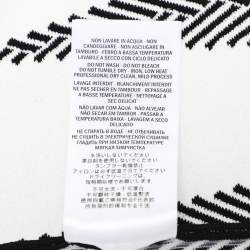 NON LAVARE IN ACQUA - NON
CANDEGGIARE - NON ASCIUGARE IN
TAMBURO - FERRO A BASSA TEMPERATURA
LAVABILE A SECCO CON CICLO DELICATO
DO NOT WASH - DO NOT BLEACH
DO NOT TUMBLE DRY - IRON, LOW HEAT
PROFESSIONAL DRY CLEAN, MILD PROCESS
LAVAGE INTERDIT - BLANCHIMENT INTERDIT
NE PAS SECHER EN TAMBOUR - REPASSAGE
A BASSE TEMPERATURE - NETTOYAGE
A SEC DELICAT
NÃO LAVAR COM ÁGUA - NÃO ALVEJAR
NÃO SECAR EM TAMBOR - PASSAR A
TEMPERATURA BAIXA - LAVAGEM A SECO
DELICADO
НЕ СТИРАТЬ В ВОДЕ - НЕ ОТБЕЛИВАТЬ
НЕ СУШИТЬ В ЭЛЕКТРИЧЕСКОЙ СУШИЛКЕ
ГЛАДИТЬ ПРИ НИЗКОЙ ТЕМПЕРАТУРЕ
МЯГКАЯ ХИМЧИСТКА